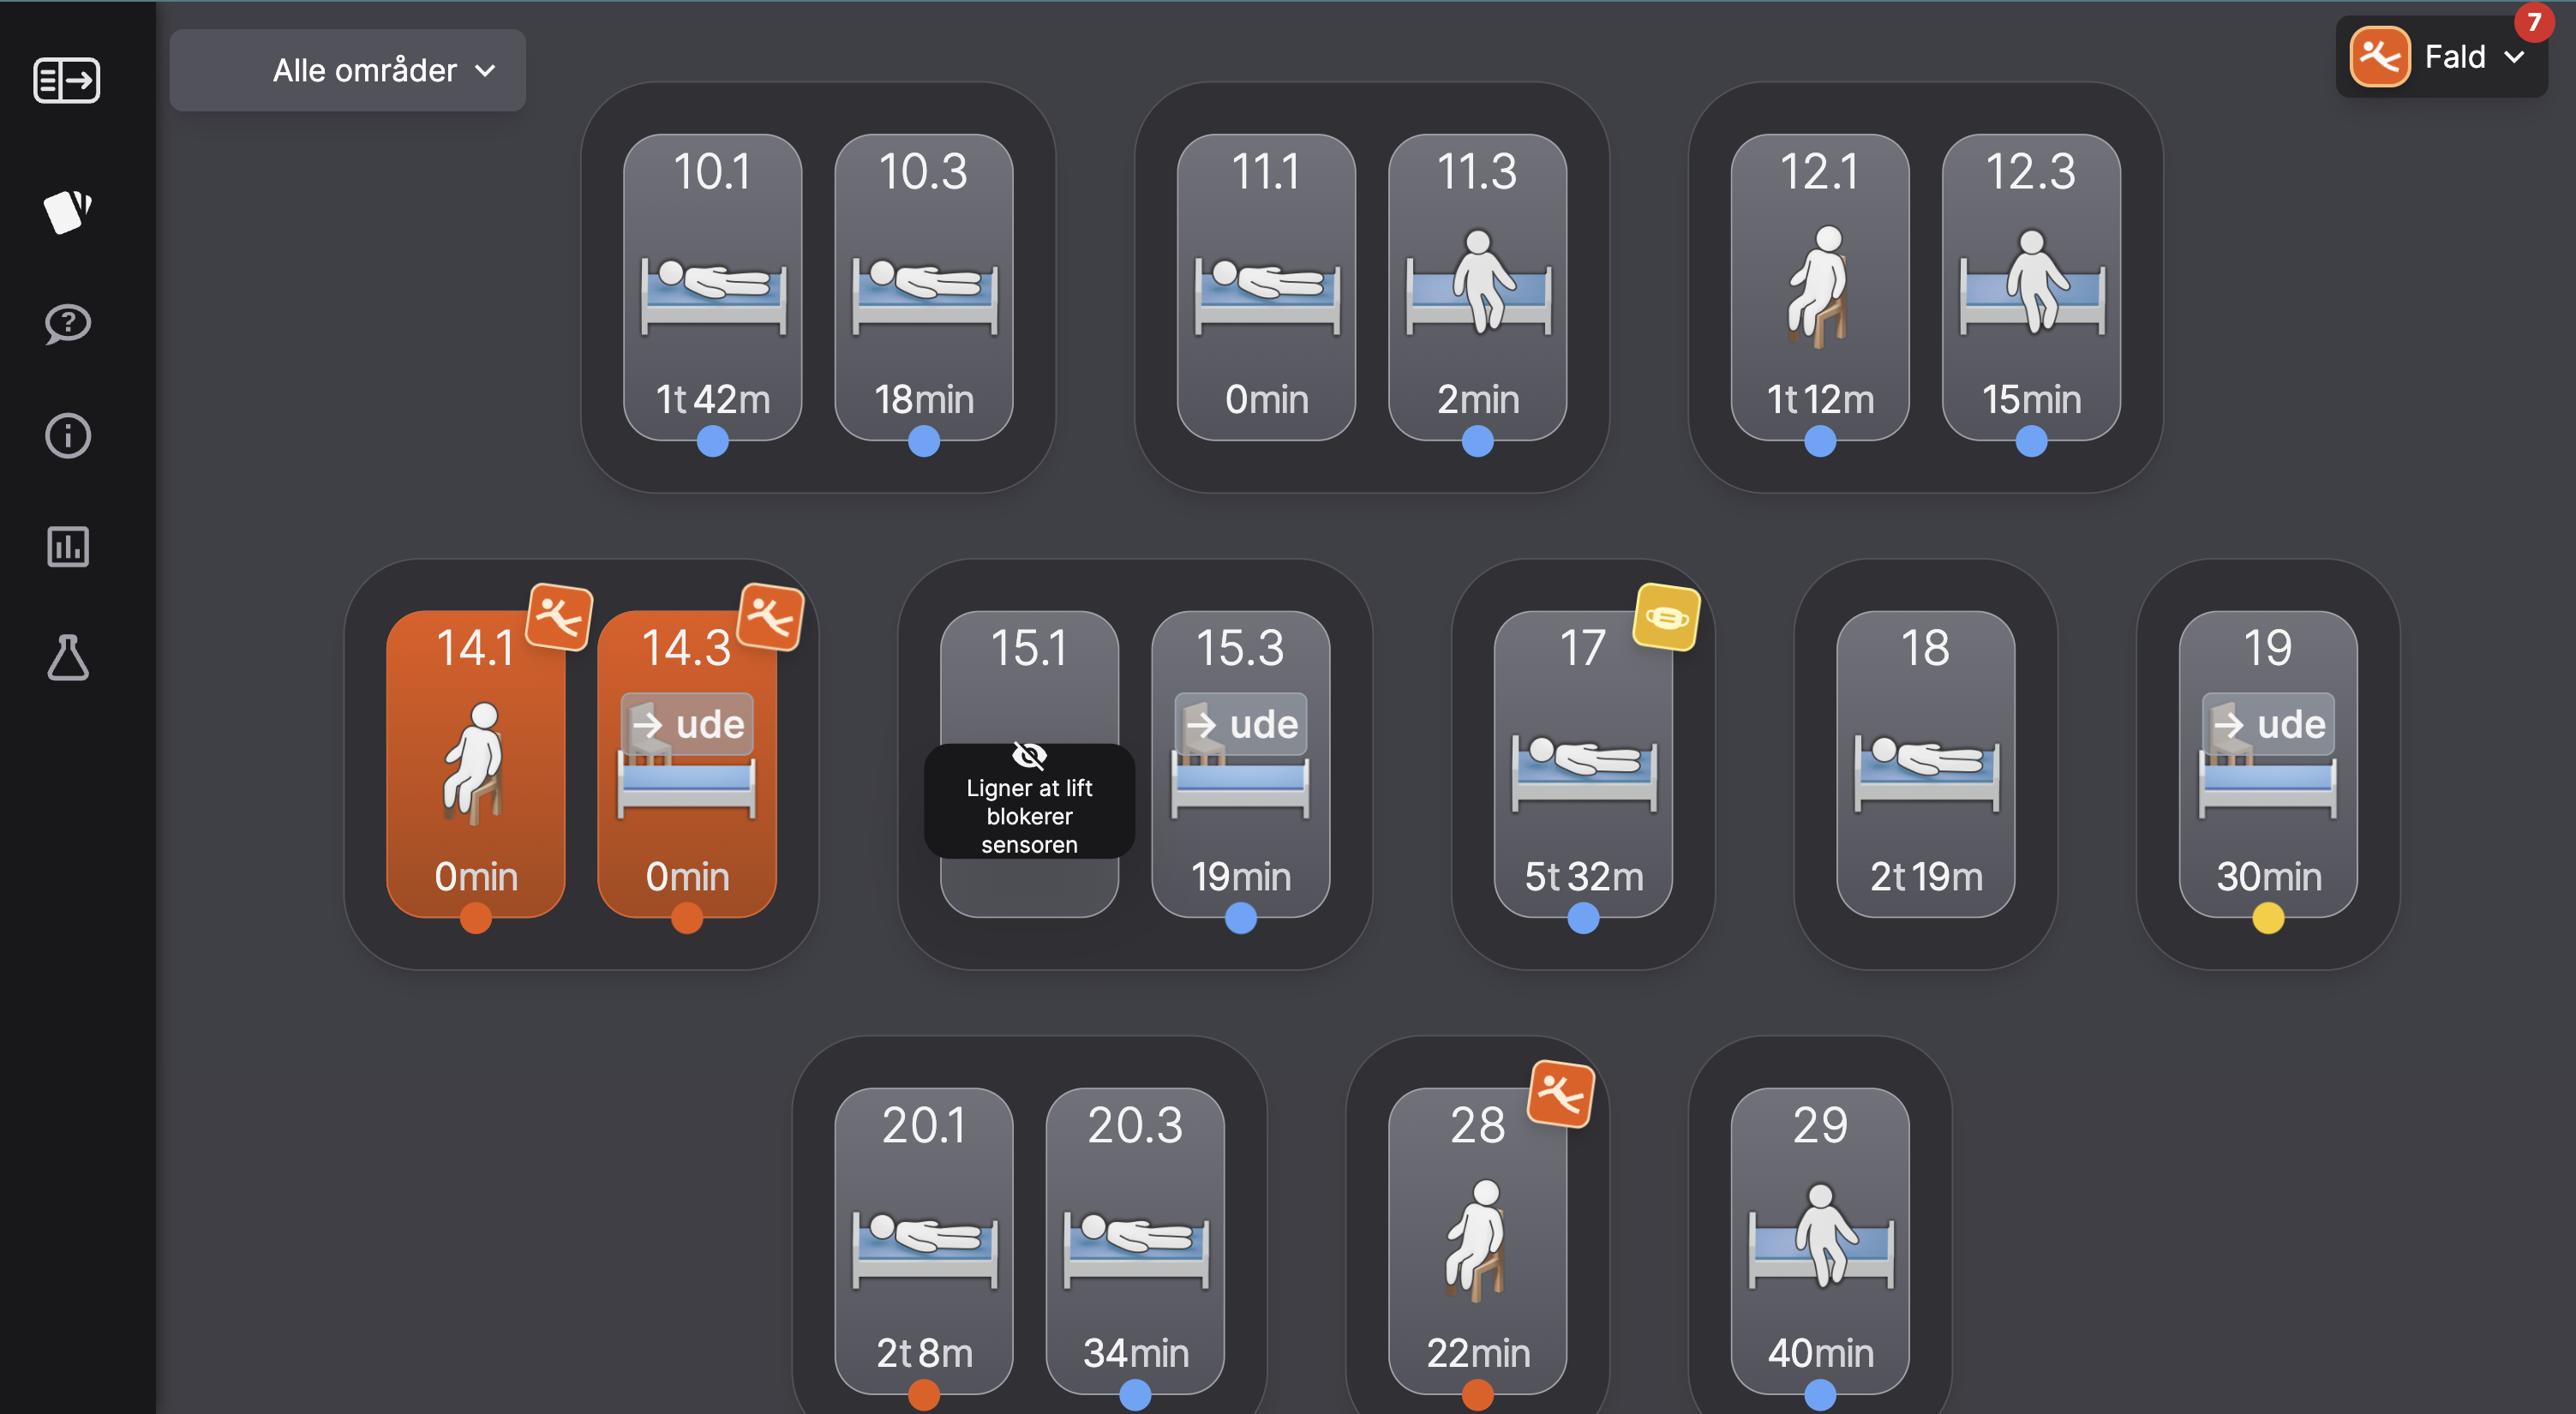 Alle områder
7
Fald
10.1
10.3
11.1
11.3
12.1
12.3
1t 42m
18min
0min
2min
1t 12m
15min
14.1
14.3
15.1
15.3
17
18
19
→ ude
→ ude
→ ude
Ligner at lift
blokerer
sensoren
0min
0min
19min
5t 32m
2t 19m
30min
20.1
20.3
28
29
2t 8m
34min
22min
40min